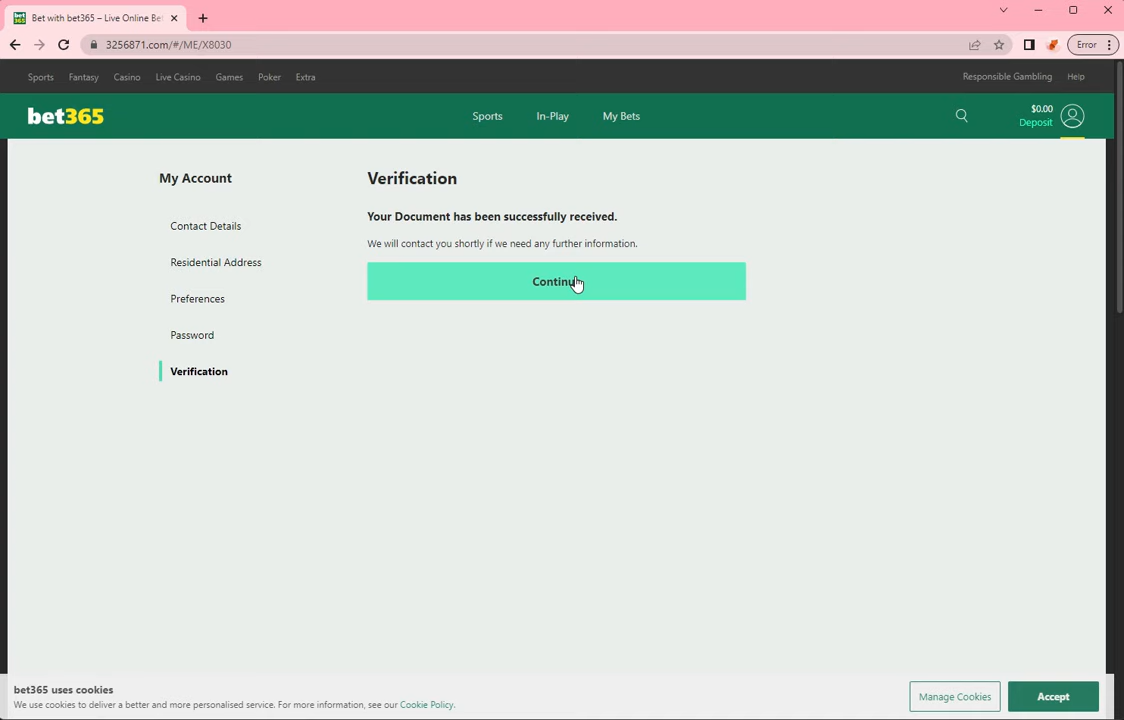 Bet with bet365 – Live Online Be
3256871.com/#/ME/X8030
Error
Sports Fantasy Casino Live Casino Games Poker Extra
Responsible Gambling Help
bet365
Sports In-Play My Bets
$0.00
Deposit
My Account
Contact Details
Residential Address
Preferences
Password
Verification
Verification
Your Document has been successfully received.
We will contact you shortly if we need any further information.
Continue
bet365 uses cookies
We use cookies to deliver a better and more personalised service. For more information, see our Cookie Policy.
Manage Cookies
Accept